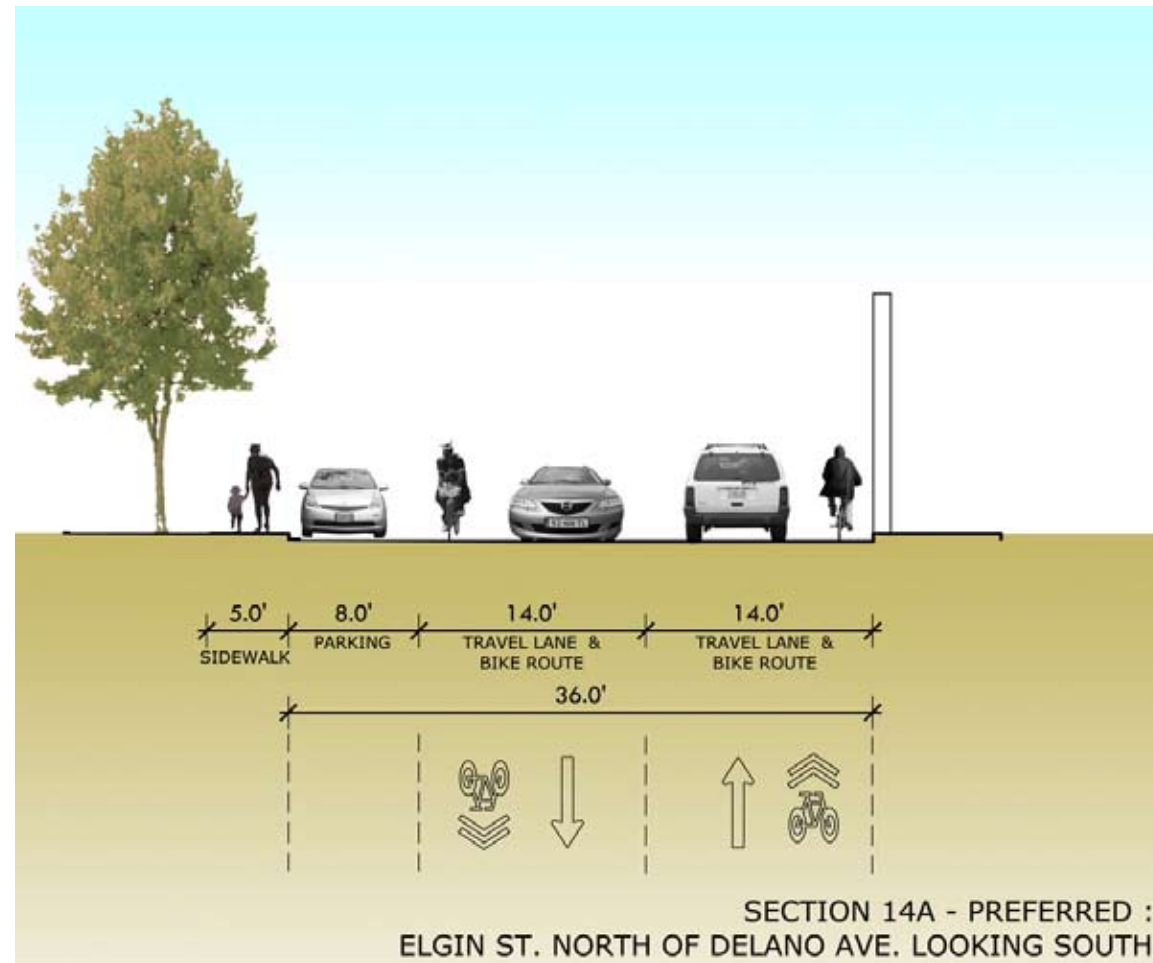 5.0' 8.0' 14.0' 14.0'
SIDEWALK PARKING TRAVEL LANE & TRAVEL LANE &
BIKE ROUTE BIKE ROUTE
36.0'
SECTION 14A - PREFERRED :
ELGIN ST. NORTH OF DELANO AVE. LOOKING SOUTH